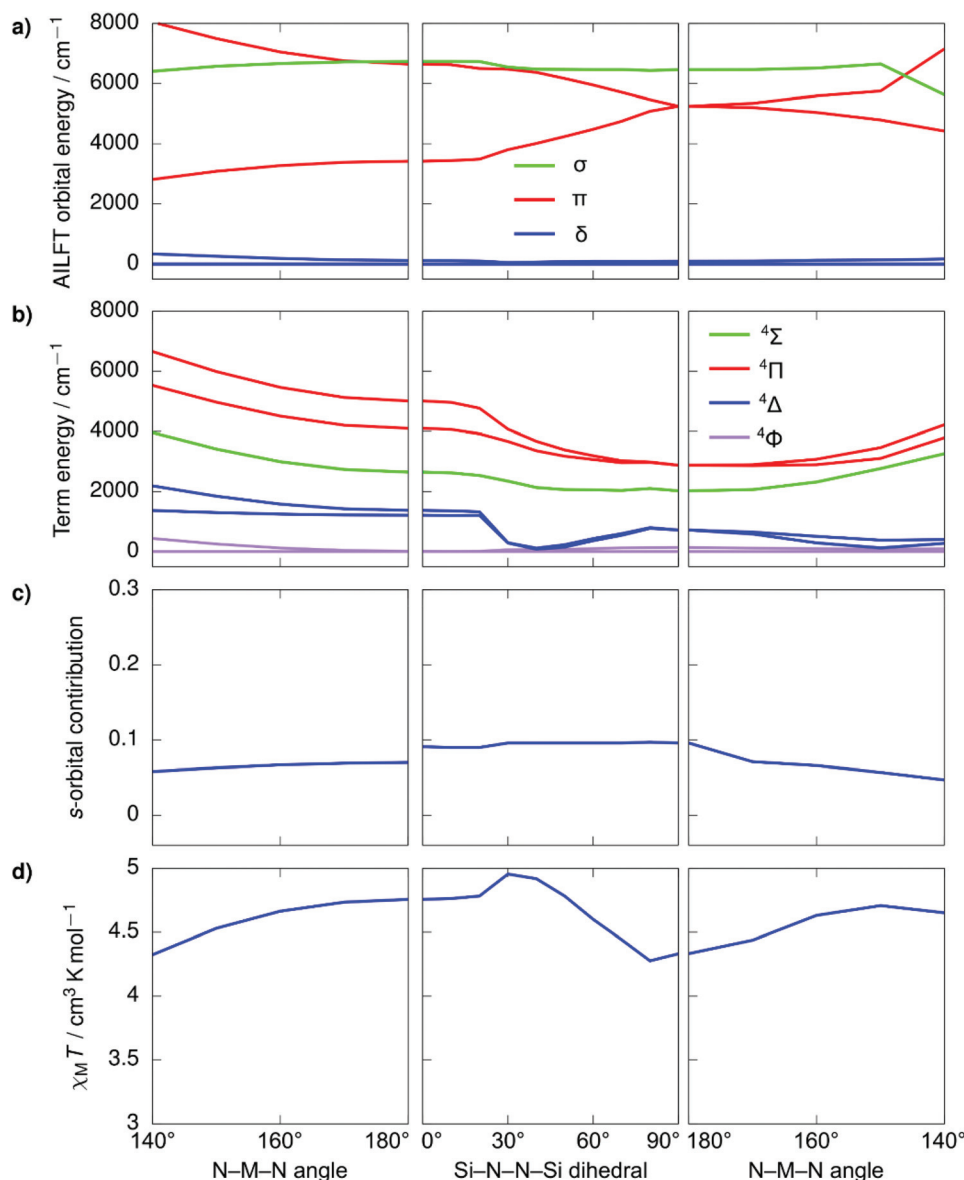 a)
AILFT orbital energy / cm−1
8000
6000
4000
2000
0
σ
π
δ
b)
Term energy / cm−1
8000
6000
4000
2000
0
4Σ
4Π
4Δ
4Φ
c)
s-orbital contiribution
0.3
0.2
0.1
0
d)
χMT / cm3 K mol−1
5
4.5
4
3.5
3
140° 160° 180° 0° 30° 60° 90° 180° 160° 140°
N–M–N angle Si–N–N–Si dihedral N–M–N angle